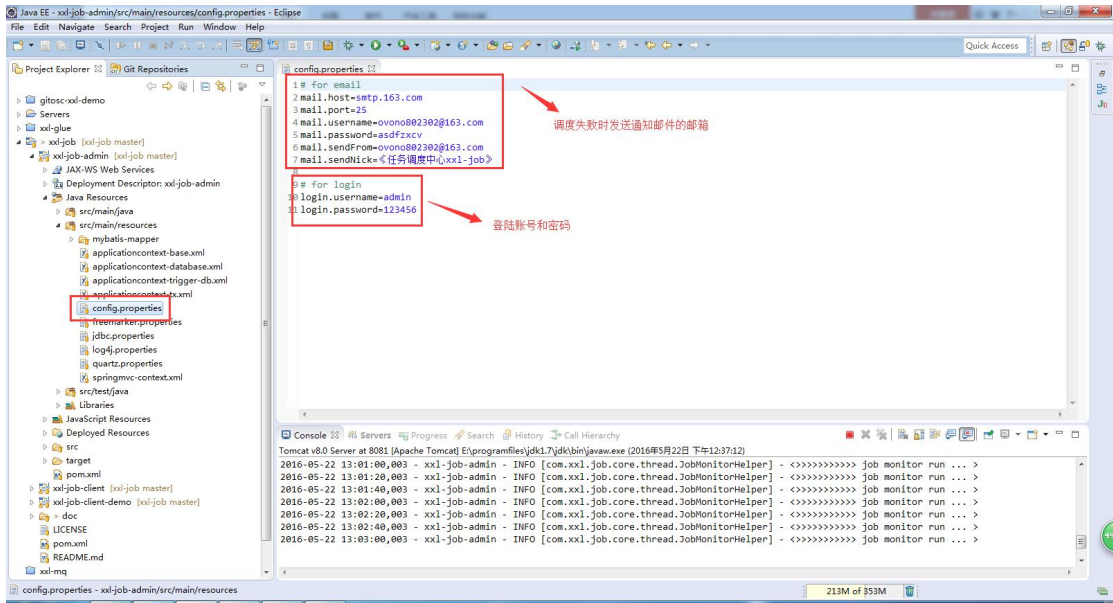 Java EE - xxl-job-admin/src/main/resources/config.properties - Eclipse
File Edit Navigate Search Project Run Window Help
Quick Access
Project Explorer
Git Repositories
gitosc-xxl-demo
Servers
xxl-glue
> xxl-job [xxl-job master]
xxl-job-admin [xxl-job master]
JAX-WS Web Services
Deployment Descriptor: xxl-job-admin
Java Resources
src/main/java
src/main/resources
mybatis-mapper
applicationcontext-base.xml
applicationcontext-database.xml
applicationcontext-trigger-db.xml
applicationcontext-tx.xml
config.properties
freemarker.properties
jdbc.properties
log4j.properties
quartz.properties
springmvc-context.xml
src/test/java
Libraries
JavaScript Resources
Deployed Resources
src
target
pom.xml
xxl-job-client [xxl-job master]
xxl-job-client-demo [xxl-job master]
> doc
LICENSE
pom.xml
README.md
xxl-mq
config.properties
1 # for email
2 mail.host=smtp.163.com
3 mail.port=25
4 mail.username=ovono802302@163.com
5 mail.password=asdfzxcv
6 mail.sendFrom=ovono802302@163.com
7 mail.sendNick=《任务调度中心xxl-job》
8
9 # for login
10 login.username=admin
11 login.password=123456
调度失败时发送通知邮件的邮箱
登陆账号和密码
Console Servers Progress Search History Call Hierarchy
Tomcat v8.0 Server at 8081 [Apache Tomcat] E:\programfiles\jdk1.7\jdk\bin\javaw.exe (2016年5月22日 下午12:37:12)
2016-05-22 13:01:00,003 - xxl-job-admin - INFO [com.xxl.job.core.thread.JobMonitorHelper] - <>>>>>>>>>>> job monitor run ... >
2016-05-22 13:01:20,003 - xxl-job-admin - INFO [com.xxl.job.core.thread.JobMonitorHelper] - <>>>>>>>>>>> job monitor run ... >
2016-05-22 13:01:40,003 - xxl-job-admin - INFO [com.xxl.job.core.thread.JobMonitorHelper] - <>>>>>>>>>>> job monitor run ... >
2016-05-22 13:02:00,003 - xxl-job-admin - INFO [com.xxl.job.core.thread.JobMonitorHelper] - <>>>>>>>>>>> job monitor run ... >
2016-05-22 13:02:20,003 - xxl-job-admin - INFO [com.xxl.job.core.thread.JobMonitorHelper] - <>>>>>>>>>>> job monitor run ... >
2016-05-22 13:02:40,003 - xxl-job-admin - INFO [com.xxl.job.core.thread.JobMonitorHelper] - <>>>>>>>>>>> job monitor run ... >
2016-05-22 13:03:00,003 - xxl-job-admin - INFO [com.xxl.job.core.thread.JobMonitorHelper] - <>>>>>>>>>>> job monitor run ... >
config.properties - xxl-job-admin/src/main/resources
213M of 353M